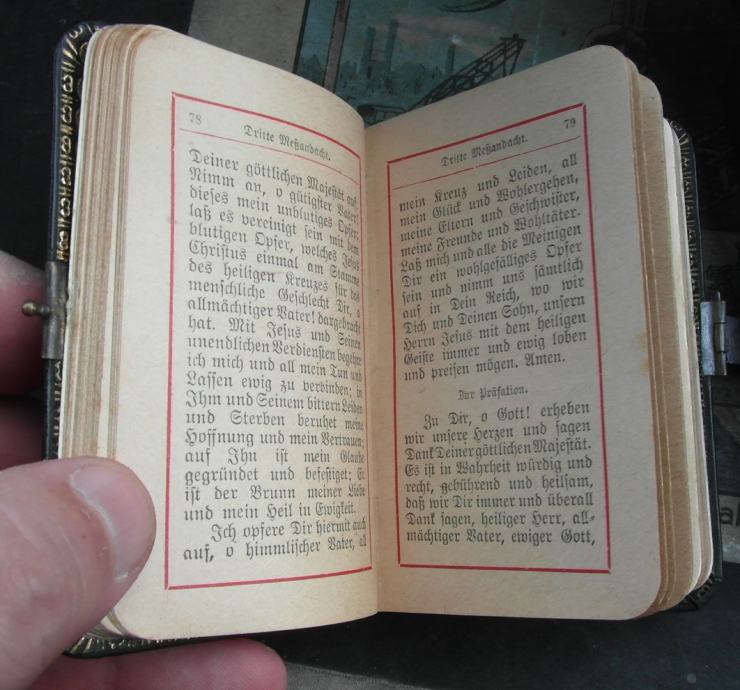 78
Dritte Meßandacht.
Deiner göttlichen Majestät auf.
Nimm an, o gütigster Vater!
dieses mein unblutiges Opfer;
laß es vereinigt sein mit dem
blutigen Opfer, welches Jesus
Christus einmal am Stamme
des heiligen Kreuzes für das
menschliche Geschlecht Dir, o
allmächtiger Vater! dargebracht
hat. Mit Jesus und Seinen
unendlichen Verdiensten begehre
ich mich und all mein Tun und
Lassen ewig zu verbinden; in
Ihm und Seinem bittern Leiden
und Sterben beruhet meine
Hoffnung und mein Vertrauen;
auf Ihn ist mein Glaube
gegründet und befestiget; Er
ist der Brunn meiner Liebe
und mein Heil in Ewigkeit.
Ich opfere Dir hiermit auch
auf, o himmlischer Vater, all
Dritte Meßandacht.
79
mein Kreuz und Leiden, all
mein Glück und Wohlergehen,
meine Eltern und Geschwister,
meine Freunde und Wohltäter.
Laß mich und alle die Meinigen
Dir ein wohlgefälliges Opfer
sein und nimm uns sämtlich
auf in Dein Reich, wo wir
Dich und Deinen Sohn, unsern
Herrn Jesus mit dem heiligen
Geiste immer und ewig loben
und preisen mögen. Amen.
Zur Präfation.
Zu Dir, o Gott! erheben
wir unsere Herzen und sagen
Dank Deiner göttlichen Majestät.
Es ist in Wahrheit würdig und
recht, gebührend und heilsam,
daß wir Dir immer und überall
Dank sagen, heiliger Herr, all-
mächtiger Vater, ewiger Gott,